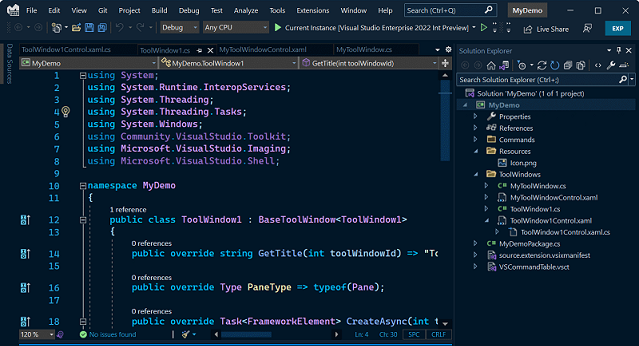 File Edit View Git Project Build Debug Test Analyze Tools Extensions Window Help Search (Ctrl+Q) MyDemo
Debug Any CPU Current Instance [Visual Studio Enterprise 2022 Int Preview] Live Share EXP
Data Sources
ToolWindow1Control.xaml.cs ToolWindow1.cs MyToolWindowControl.xaml MyToolWindow.cs
MyDemo MyDemo.ToolWindow1 GetTitle(int toolWindowId)
1 using System;
2 using System.Runtime.InteropServices;
3 using System.Threading;
4 using System.Threading.Tasks;
5 using System.Windows;
6 using Community.VisualStudio.Toolkit;
7 using Microsoft.VisualStudio.Imaging;
8 using Microsoft.VisualStudio.Shell;
9
10 namespace MyDemo
11 {
1 reference
12 public class ToolWindow1 : BaseToolWindow<ToolWindow1>
13 {
0 references
14 public override string GetTitle(int toolWindowId) => "To
15
0 references
16 public override Type PaneType => typeof(Pane);
17
0 references
18 public override Task<FrameworkElement> CreateAsync(int t
120 % No issues found Ln: 4 Ch: 30 SPC CRLF
Solution Explorer
Search Solution Explorer (Ctrl+;)
Solution 'MyDemo' (1 of 1 project)
MyDemo
Properties
References
Commands
Resources
Icon.png
ToolWindows
MyToolWindow.cs
MyToolWindowControl.xaml
ToolWindow1.cs
ToolWindow1Control.xaml
ToolWindow1Control.xaml.cs
MyDemoPackage.cs
source.extension.vsixmanifest
VSCommandTable.vsct